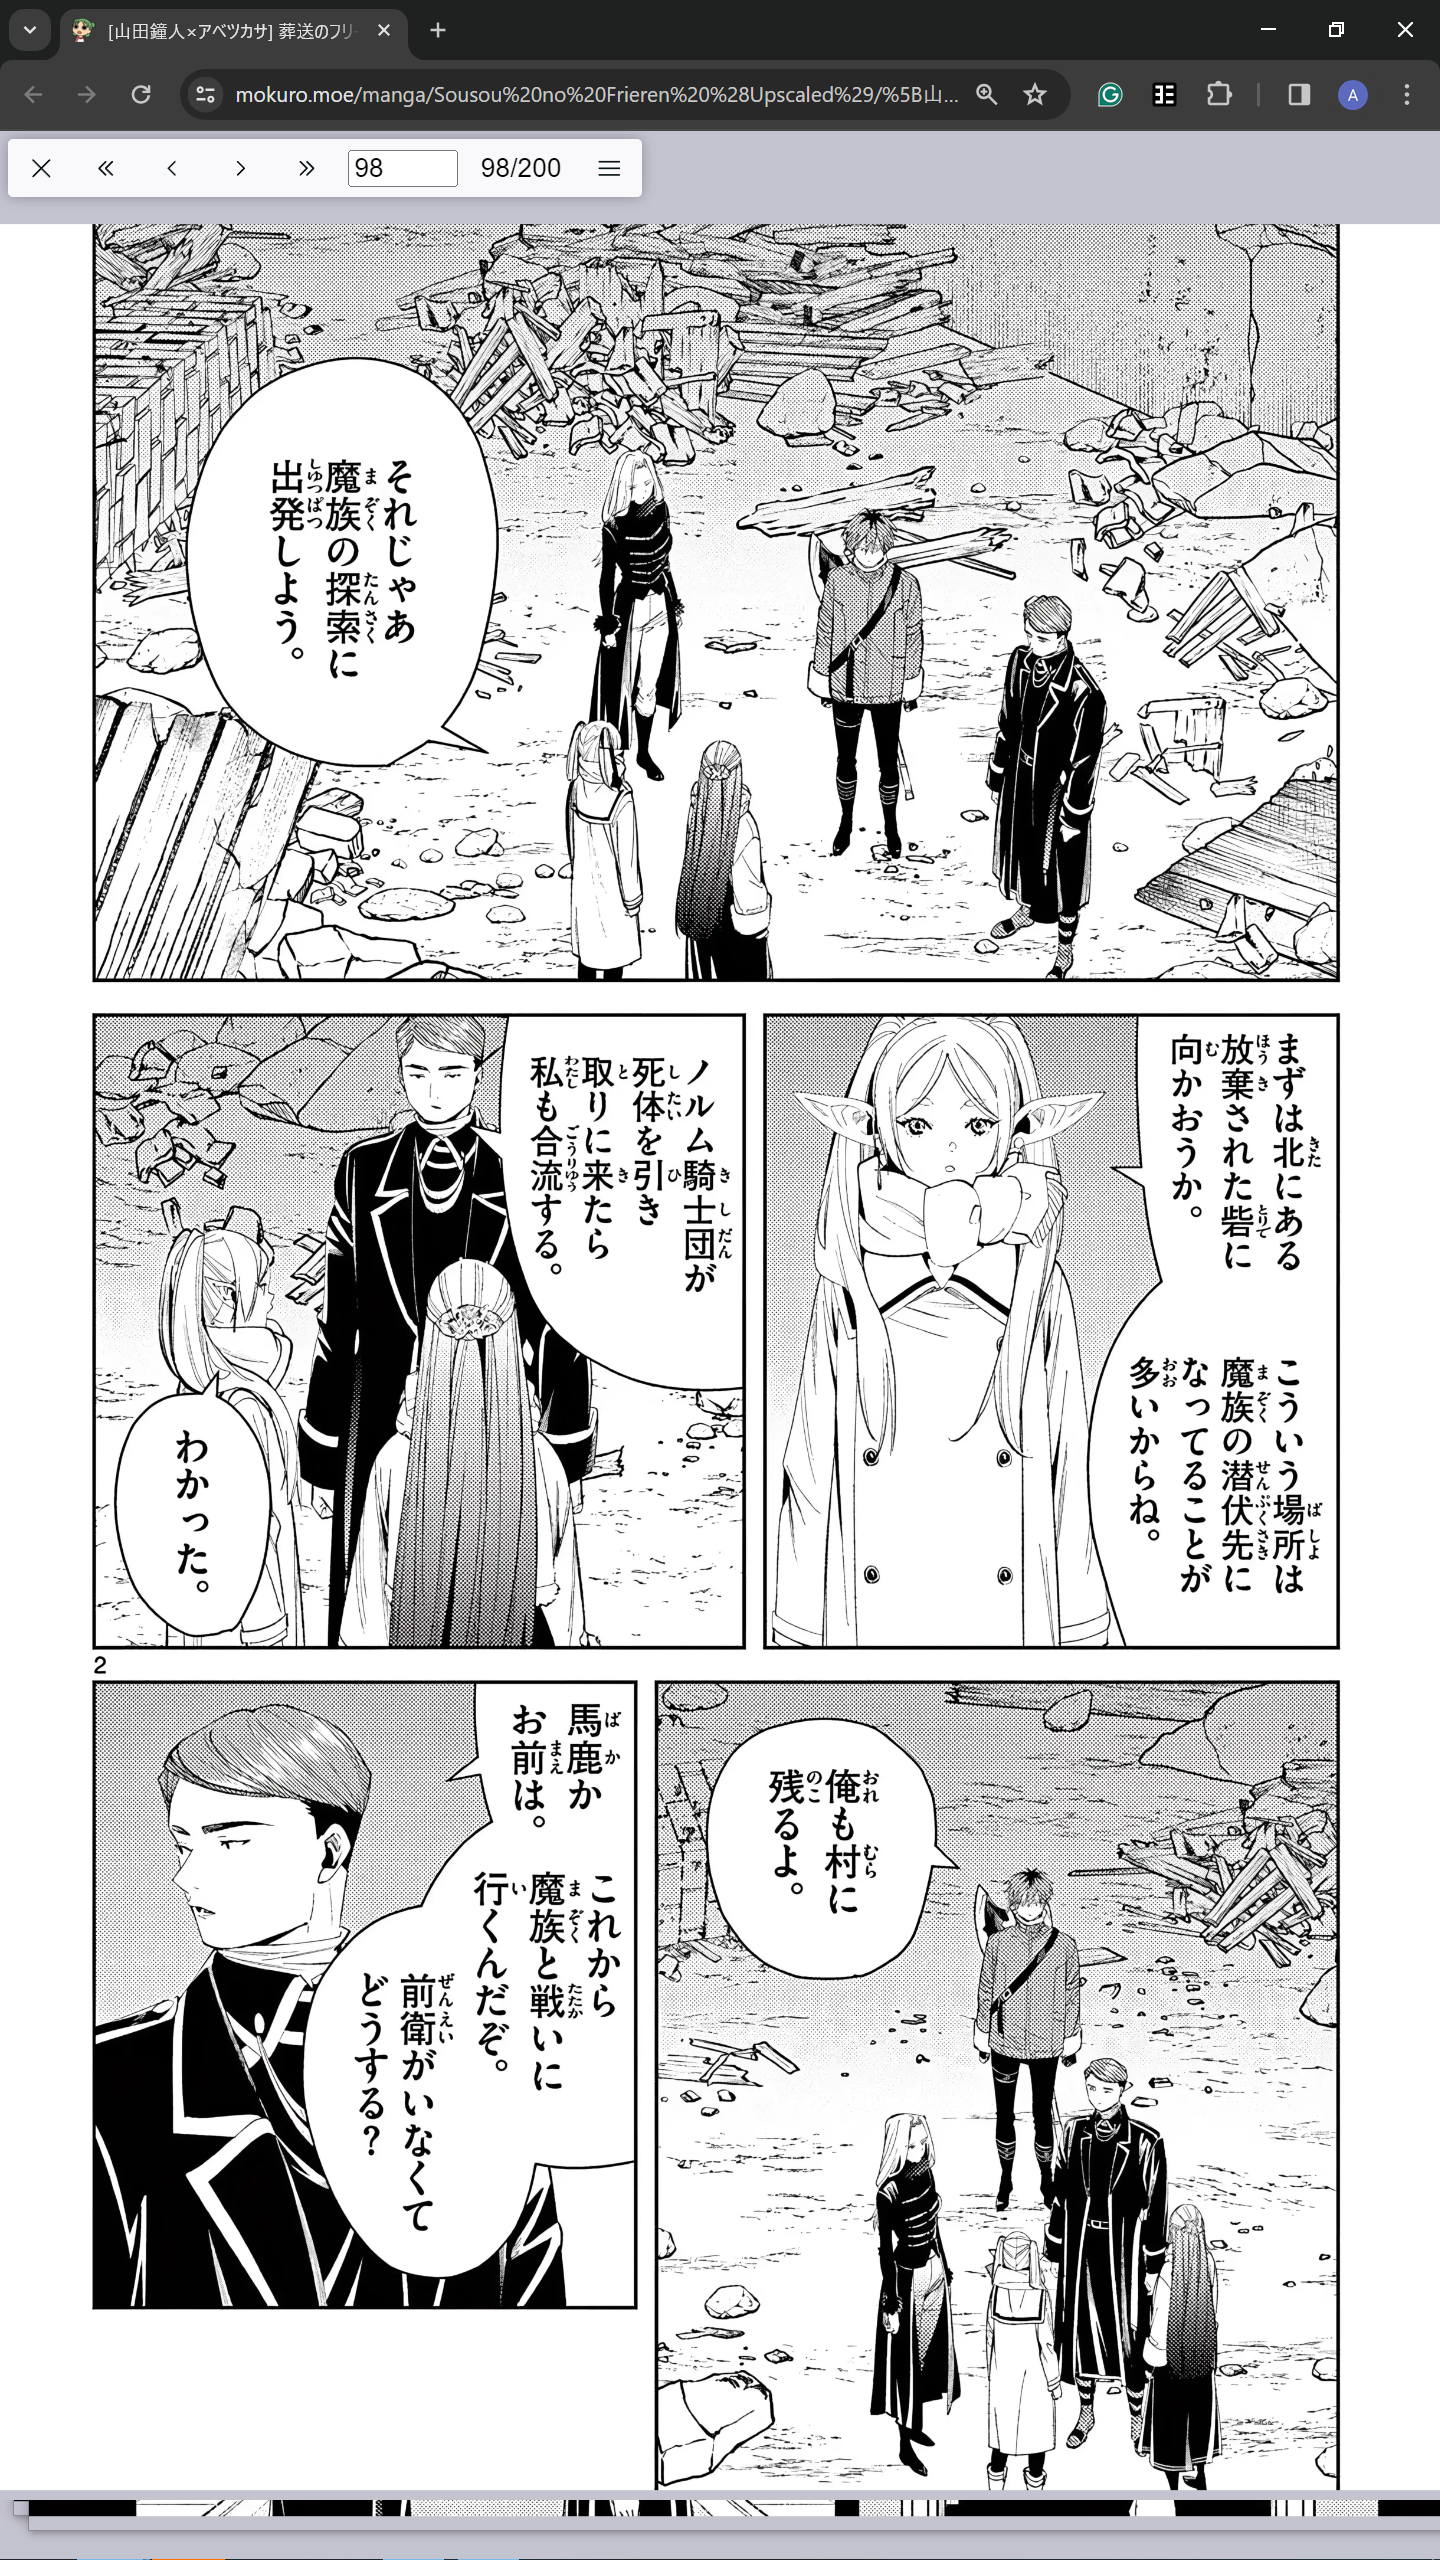 [山田鐘人×アベツカサ] 葬送のフリ
mokuro.moe/manga/Sousou%20no%20Frieren%20%28Upscaled%29/%5B山...
A
98
98/200
それじゃあ
魔族の探索に
出発しよう。
まずは北にある
放棄された砦に
向かおうか。
こういう場所は
魔族の潜伏先に
なってることが
多いからね。
ノルム騎士団が
死体を引き
取りに来たら
私も合流する。
わかった。
2
俺も村に
残るよ。
馬鹿か
お前は。
これから
魔族と戦いに
行くんだぞ。
前衛がいなくて
どうする?